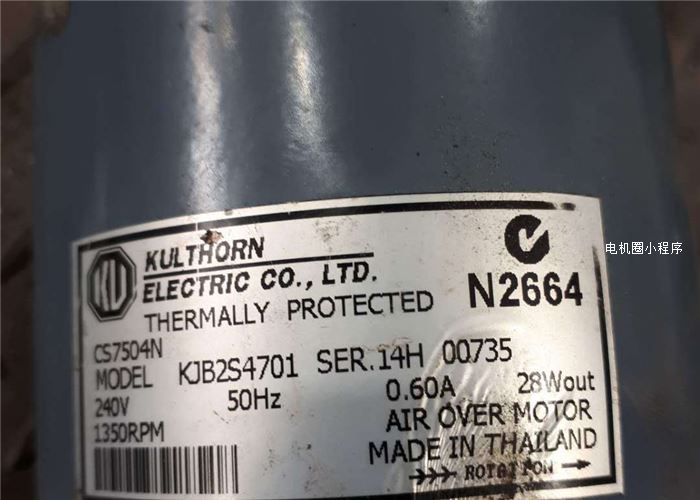 KU
KULTHORN
ELECTRIC CO., LTD.
THERMALLY PROTECTED
N2664
电机圈小程序
CS7504N
MODEL KJB2S4701 SER.14H 00735
240V 50Hz 0.60A 28Wout
1350RPM AIR OVER MOTOR
MADE IN THAILAND
>>> ROTATION →